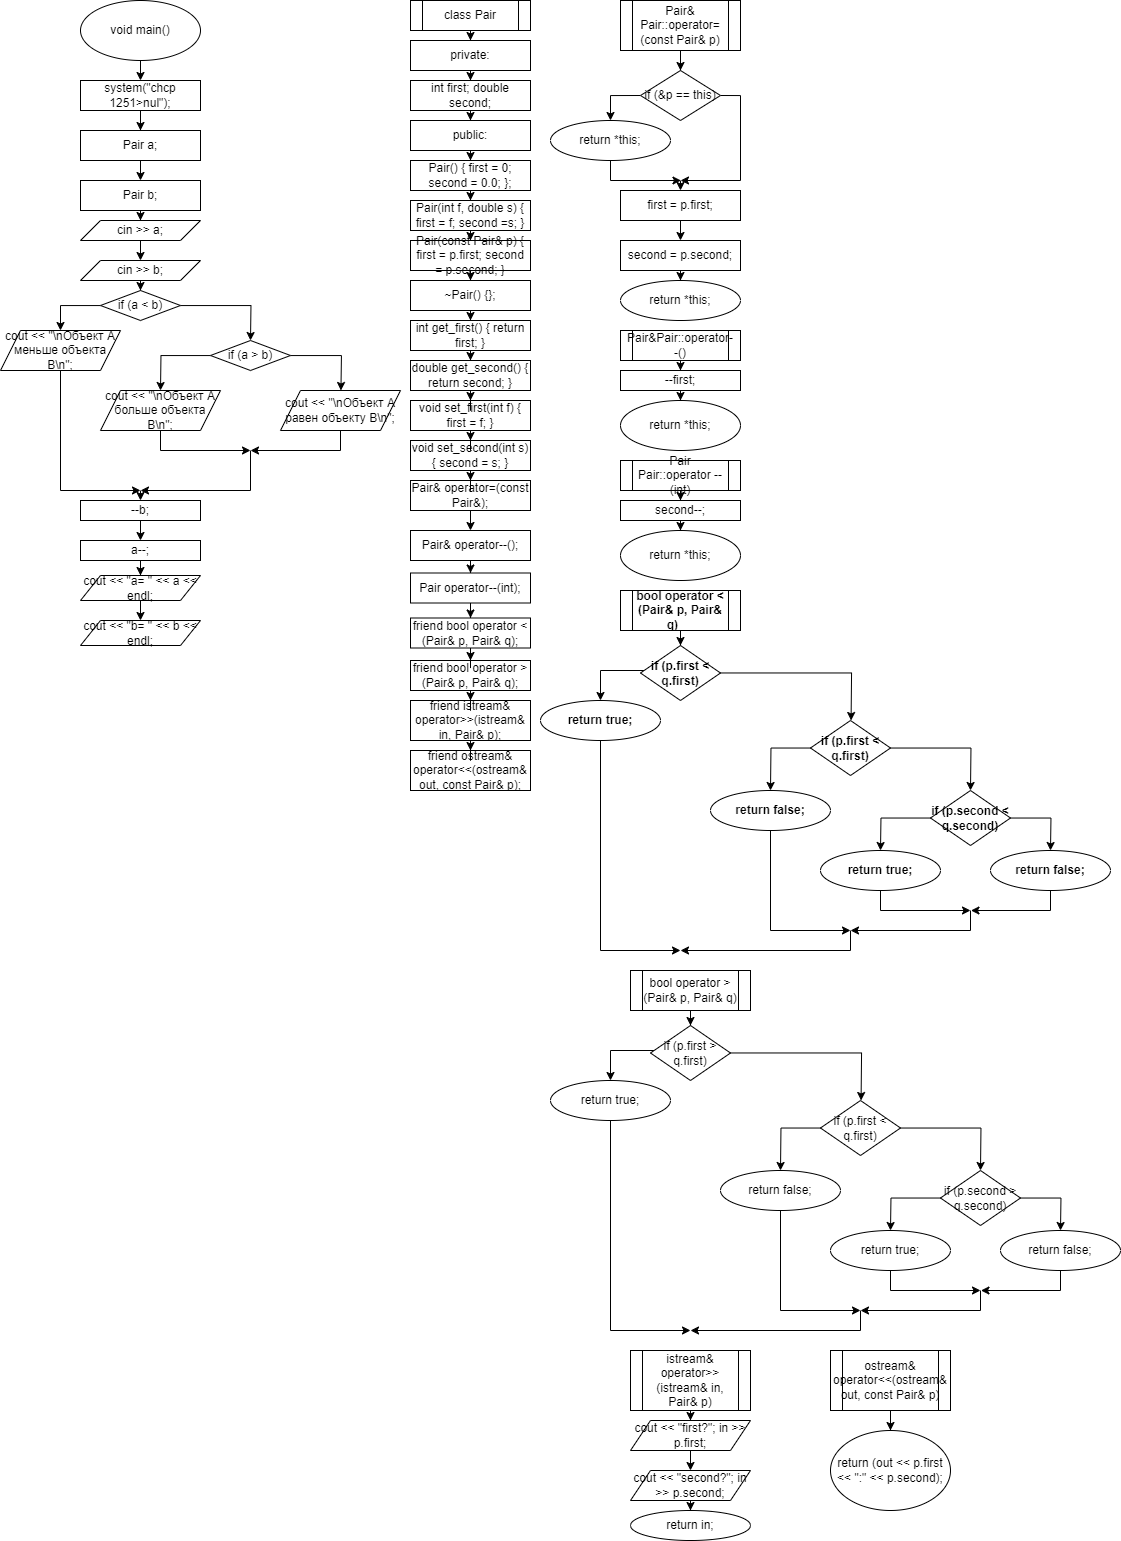 void main()
system("chcp
1251>nul");
Pair a;
Pair b;
cin >> a;
cin >> b;
if (a < b)
cout << "\nОбъект A
меньше объекта
B\n";
if (a > b)
cout << "\nОбъект A
больше объекта
B\n";
cout << "\nОбъект A
равен объекту B\n";
--b;
a--;
cout << "a= " << a <<
endl;
cout << "b= " << b <<
endl;
class Pair
private:
int first; double
second;
public:
Pair() { first = 0;
second = 0.0; };
Pair(int f, double s) {
first = f; second =s; }
Pair(const Pair& p) {
first = p.first; second
= p.second; }
~Pair() {};
int get_first() { return
first; }
double get_second() {
return second; }
void set_first(int f) {
first = f; }
void set_second(int s)
{ second = s; }
Pair& operator=(const
Pair&);
Pair& operator--();
Pair operator--(int);
friend bool operator <
(Pair& p, Pair& q);
friend bool operator >
(Pair& p, Pair& q);
friend istream&
operator>>(istream&
in, Pair& p);
friend ostream&
operator<<(ostream&
out, const Pair& p);
Pair&
Pair::operator=
(const Pair& p)
if (&p == this)
return *this;
first = p.first;
second = p.second;
return *this;
Pair&Pair::operator-
-()
--first;
return *this;
Pair
Pair::operator --
(int)
second--;
return *this;
bool operator <
(Pair& p, Pair&
q)
if (p.first <
q.first)
return true;
if (p.first <
q.first)
return false;
if (p.second <
q.second)
return true;
return false;
bool operator >
(Pair& p, Pair& q)
if (p.first >
q.first)
return true;
if (p.first <
q.first)
return false;
if (p.second >
q.second)
return true;
return false;
istream&
operator>>
(istream& in,
Pair& p)
cout << "first?"; in >>
p.first;
cout << "second?"; in
>> p.second;
return in;
ostream&
operator<<(ostream&
out, const Pair& p)
return (out << p.first
<< ":" << p.second);